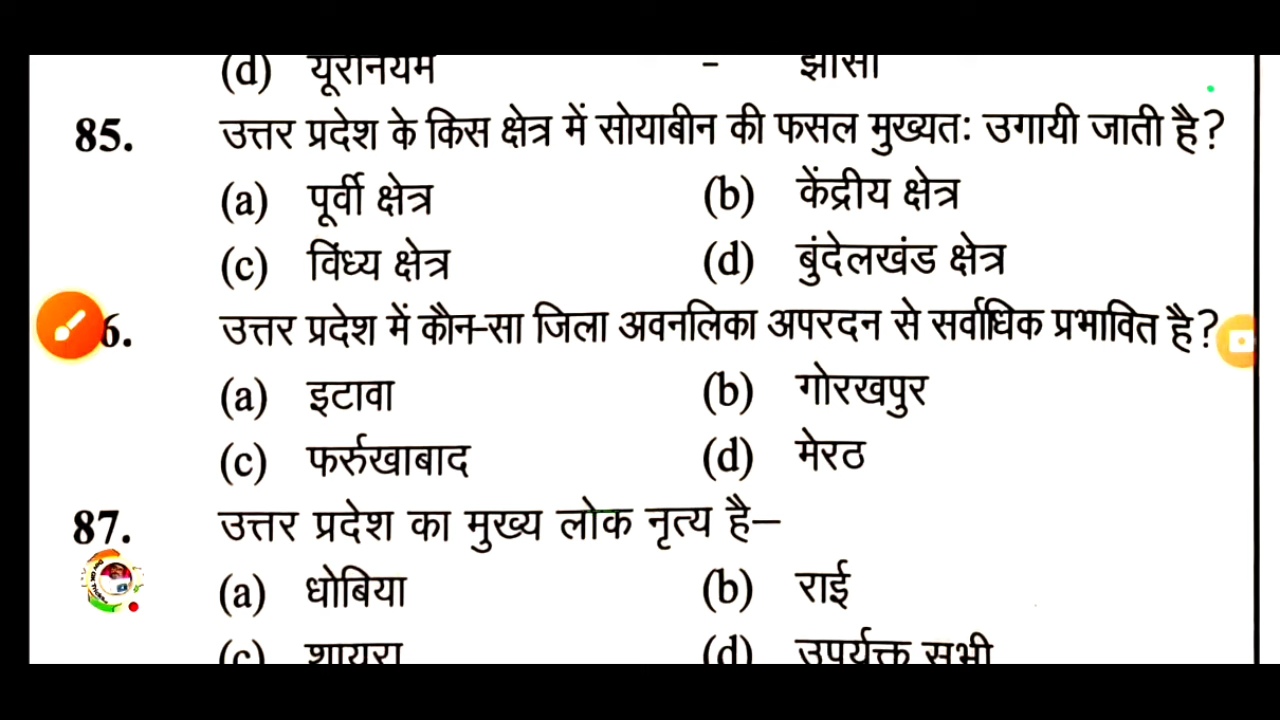 (d) यूरेनियम - झांसी
85. उत्तर प्रदेश के किस क्षेत्र में सोयाबीन की फसल मुख्यतः उगायी जाती है?
(a) पूर्वी क्षेत्र (b) केंद्रीय क्षेत्र
(c) विंध्य क्षेत्र (d) बुंदेलखंड क्षेत्र
6. उत्तर प्रदेश में कौन-सा जिला अवनलिका अपरदन से सर्वाधिक प्रभावित है?
(a) इटावा (b) गोरखपुर
(c) फर्रुखाबाद (d) मेरठ
87. उत्तर प्रदेश का मुख्य लोक नृत्य है–
(a) धोबिया (b) राई
(c) शायरा (d) उपर्युक्त सभी